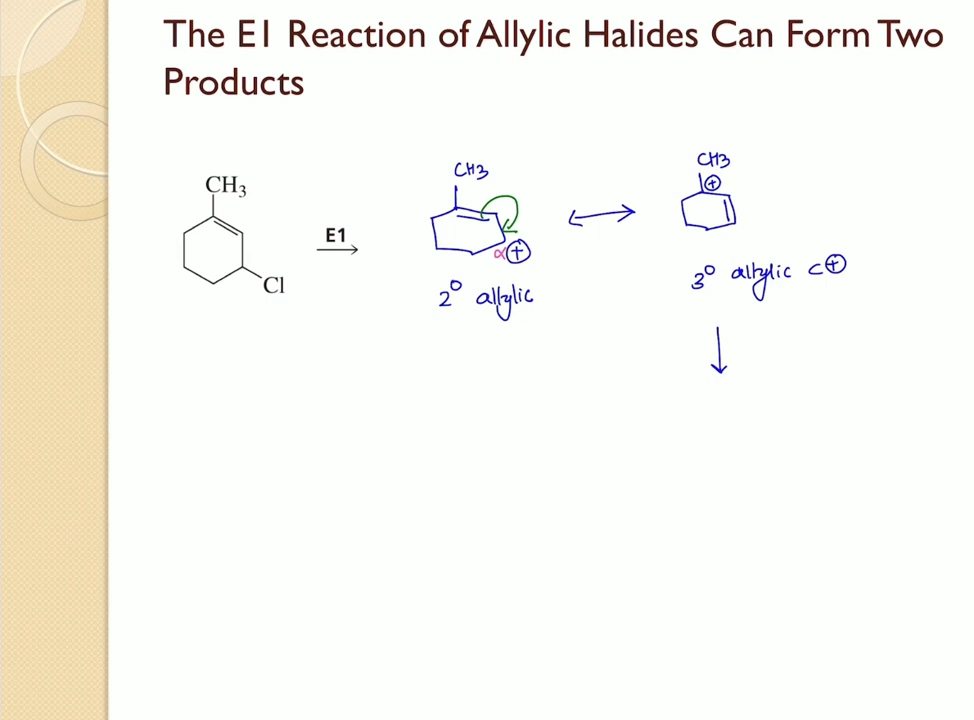 The E1 Reaction of Allylic Halides Can Form Two
Products
CH3
CH3
CH3
⊕
E1
α ⊕
Cl
2° allylic
3° allylic C⊕